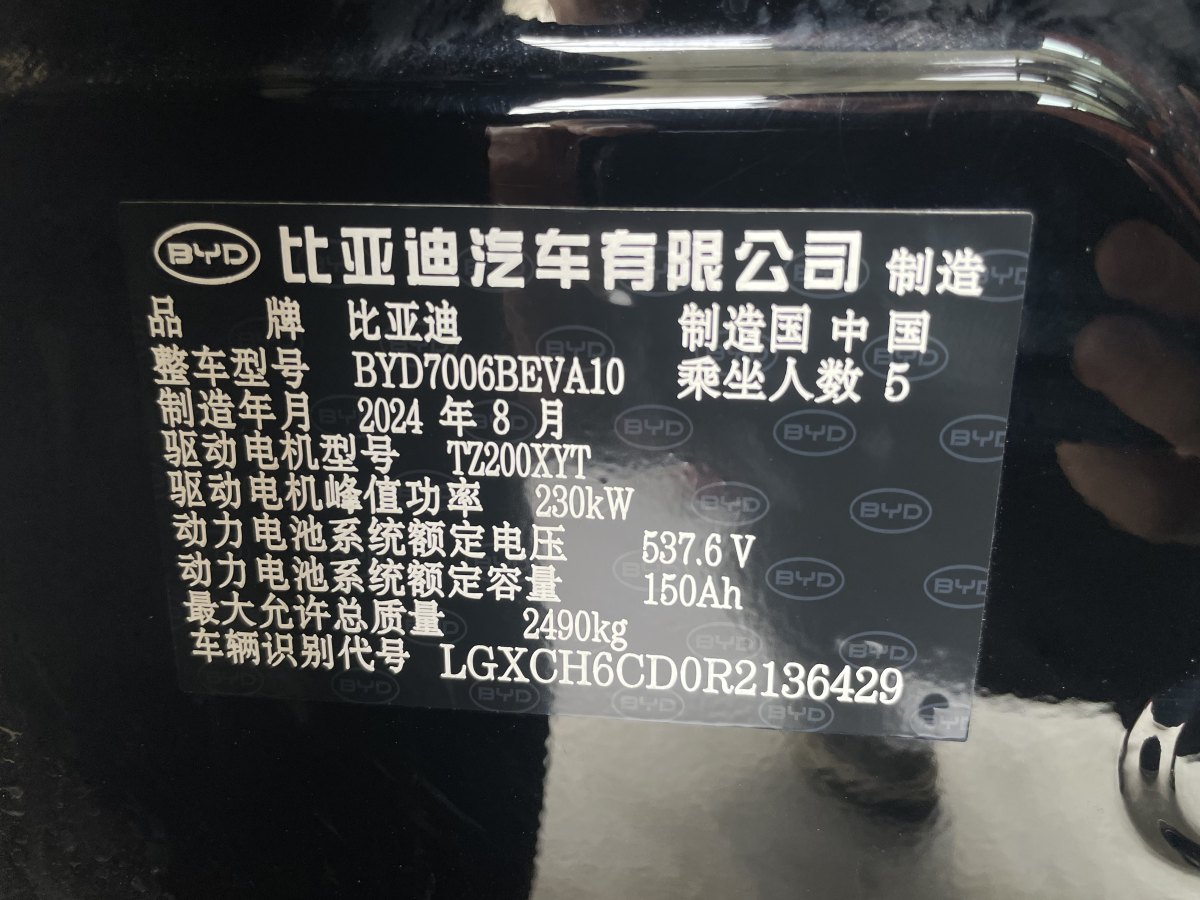 BYD 比亚迪汽车有限公司 制造
品 牌 比亚迪 制造国 中国
整车型号 BYD7006BEVA10 乘坐人数 5
制造年月 2024 年 8 月
驱动电机型号 TZ200XYT
驱动电机峰值功率 230kW
动力电池系统额定电压 537.6 V
动力电池系统额定容量 150Ah
最大允许总质量 2490kg
车辆识别代号 LGXCH6CD0R2136429